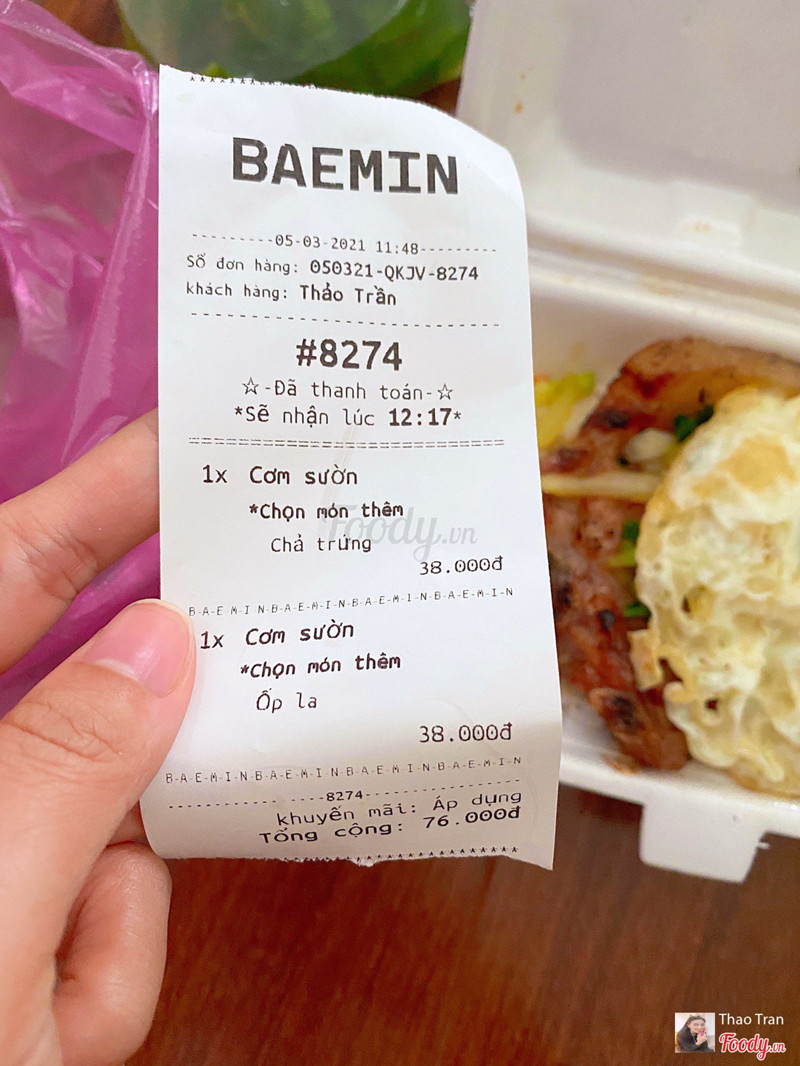 BAEMIN
---------05-03-2021 11:48---------
Số đơn hàng: 050321-QKJV-8274
khách hàng: Thảo Trần
#8274
☆-Đã thanh toán-☆
*Sẽ nhận lúc 12:17*
1x Cơm sườn
*Chọn món thêm
Chả trứng
38.000đ
B-A-E-M-I-N-B-A-E-M-I-N-B-A-E-M-I-N-B-A-E-M-I-N
1x Cơm sườn
*Chọn món thêm
Ốp la
38.000đ
B-A-E-M-I-N-B-A-E-M-I-N-B-A-E-M-I-N-B-A-E-M-I-N
8274
khuyến mãi: Áp dụng
Tổng cộng: 76.000đ
Foody.vn
Thao Tran
Foody.vn